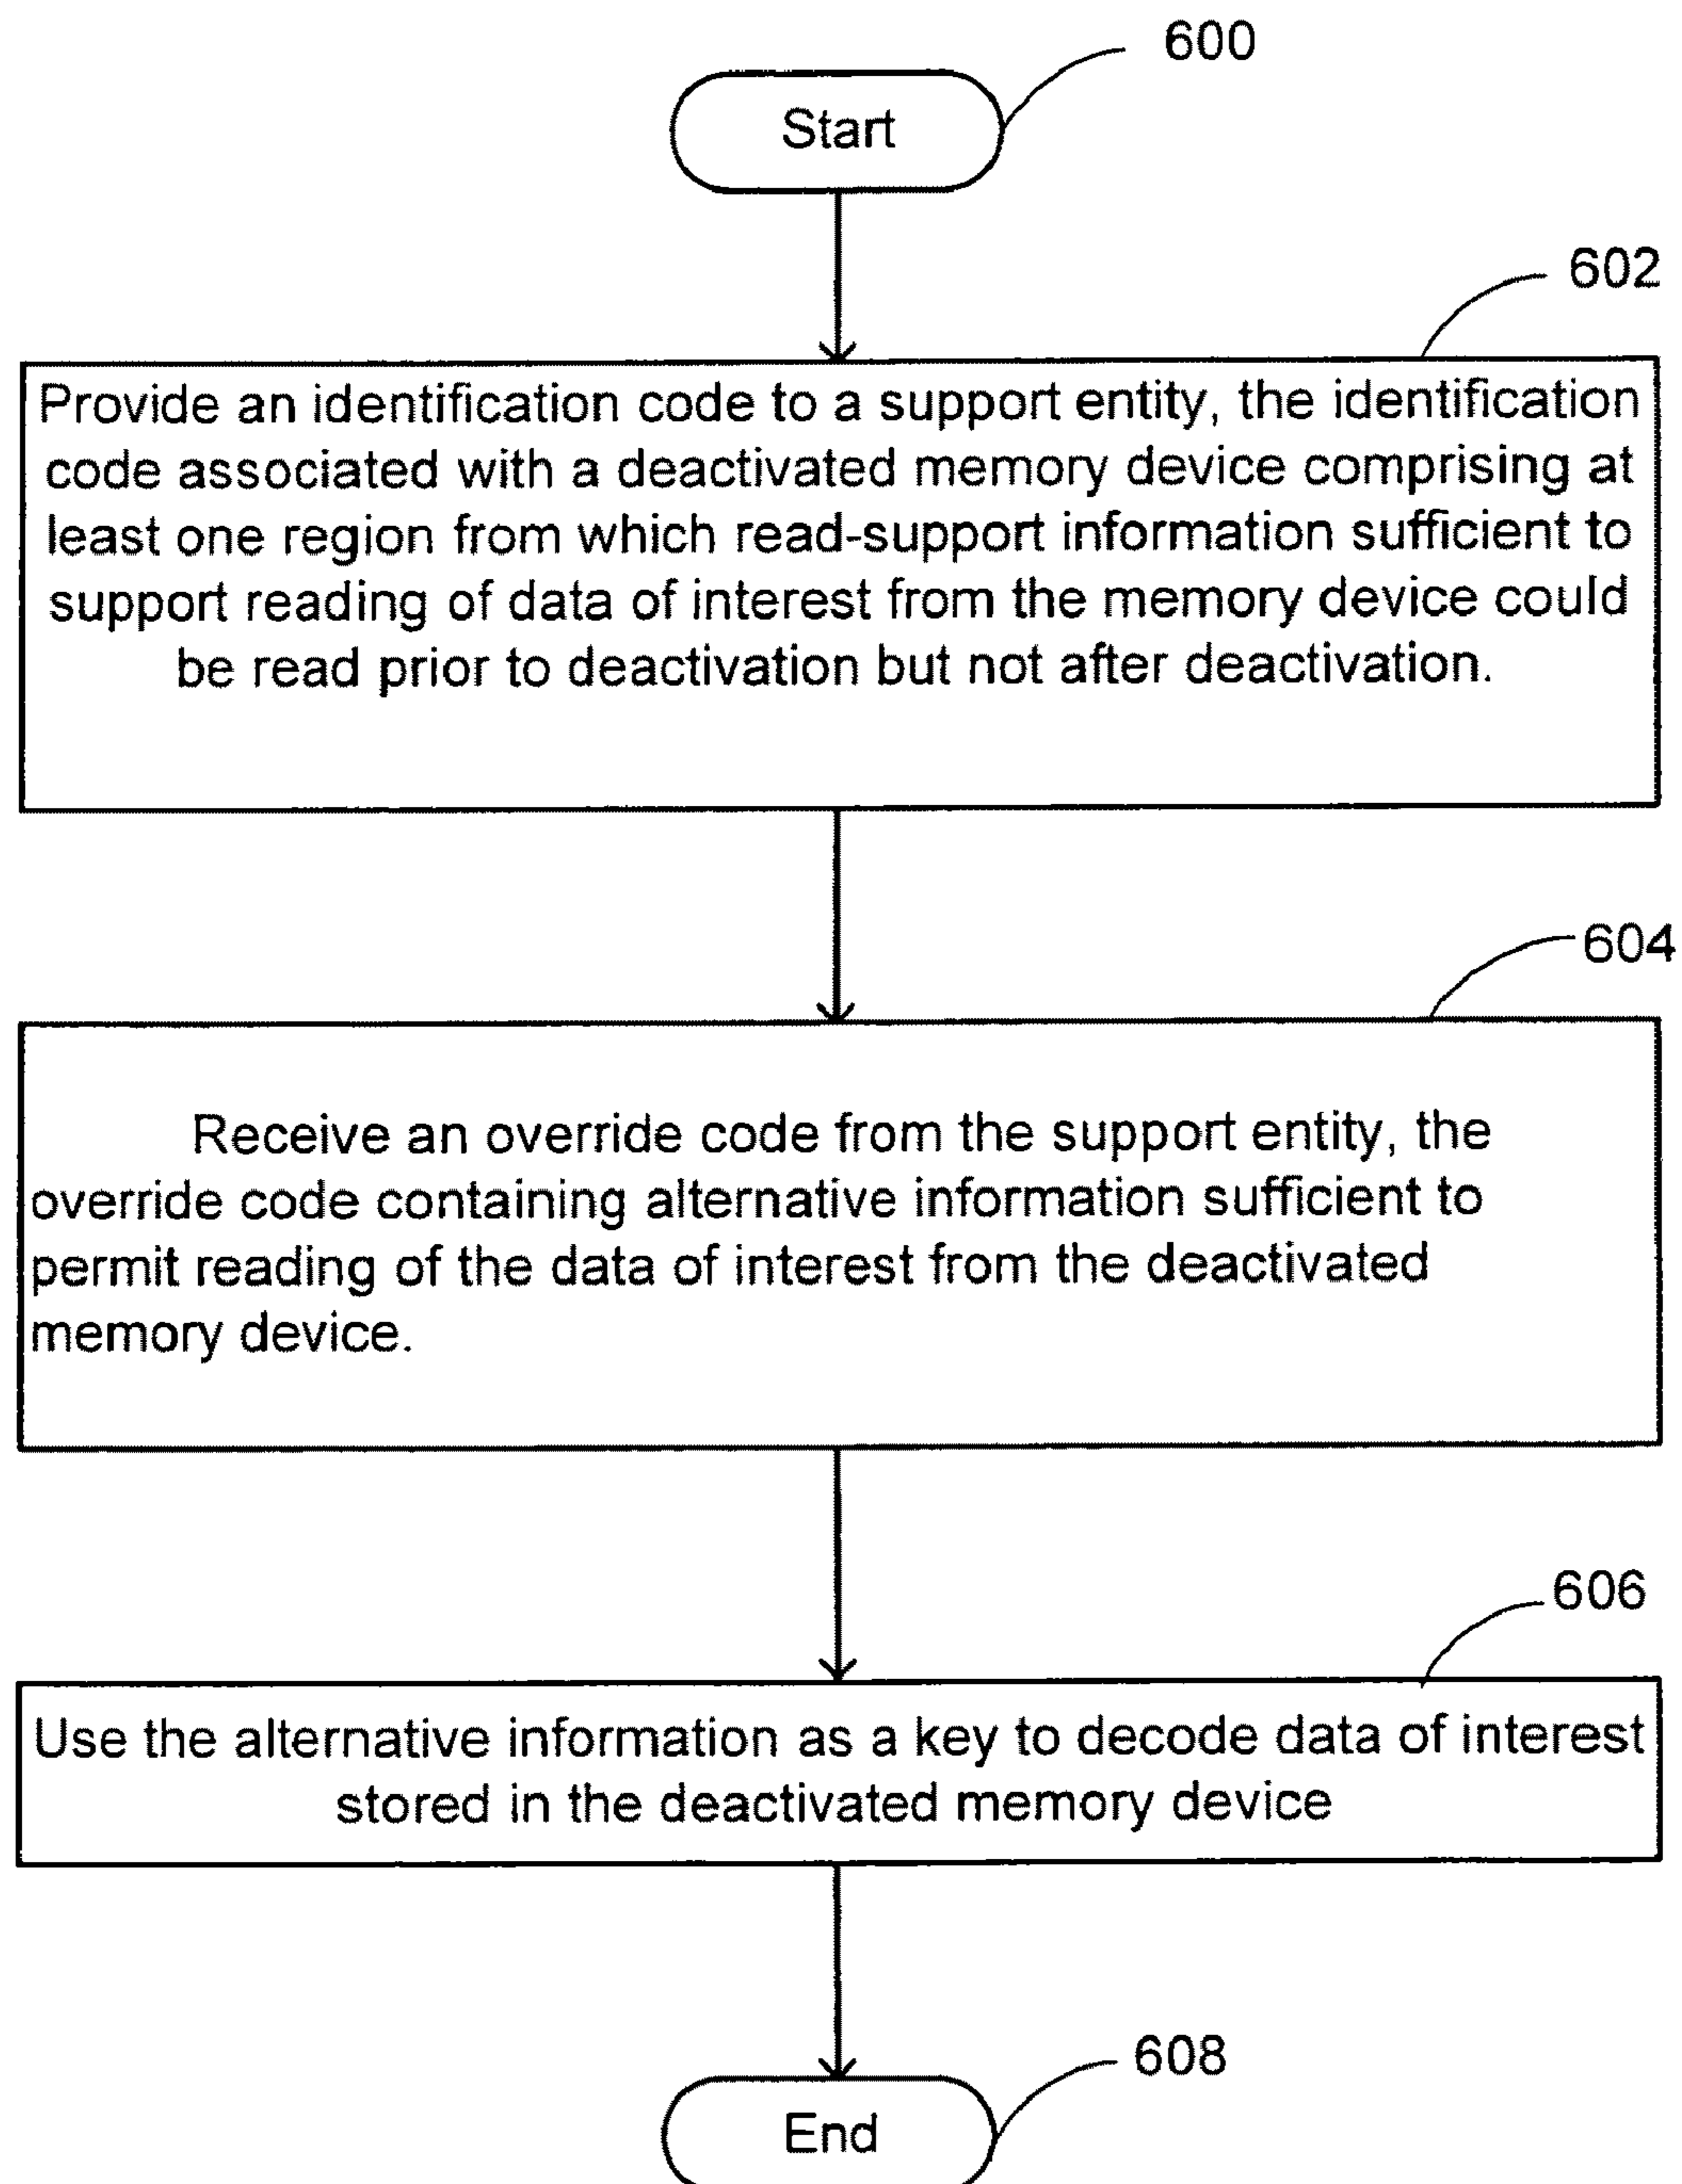 600
Start
602
Provide an identification code to a support entity, the identification
code associated with a deactivated memory device comprising at
least one region from which read-support information sufficient to
support reading of data of interest from the memory device could
be read prior to deactivation but not after deactivation.
604
Receive an override code from the support entity, the
override code containing alternative information sufficient to
permit reading of the data of interest from the deactivated
memory device.
606
Use the alternative information as a key to decode data of interest
stored in the deactivated memory device
608
End